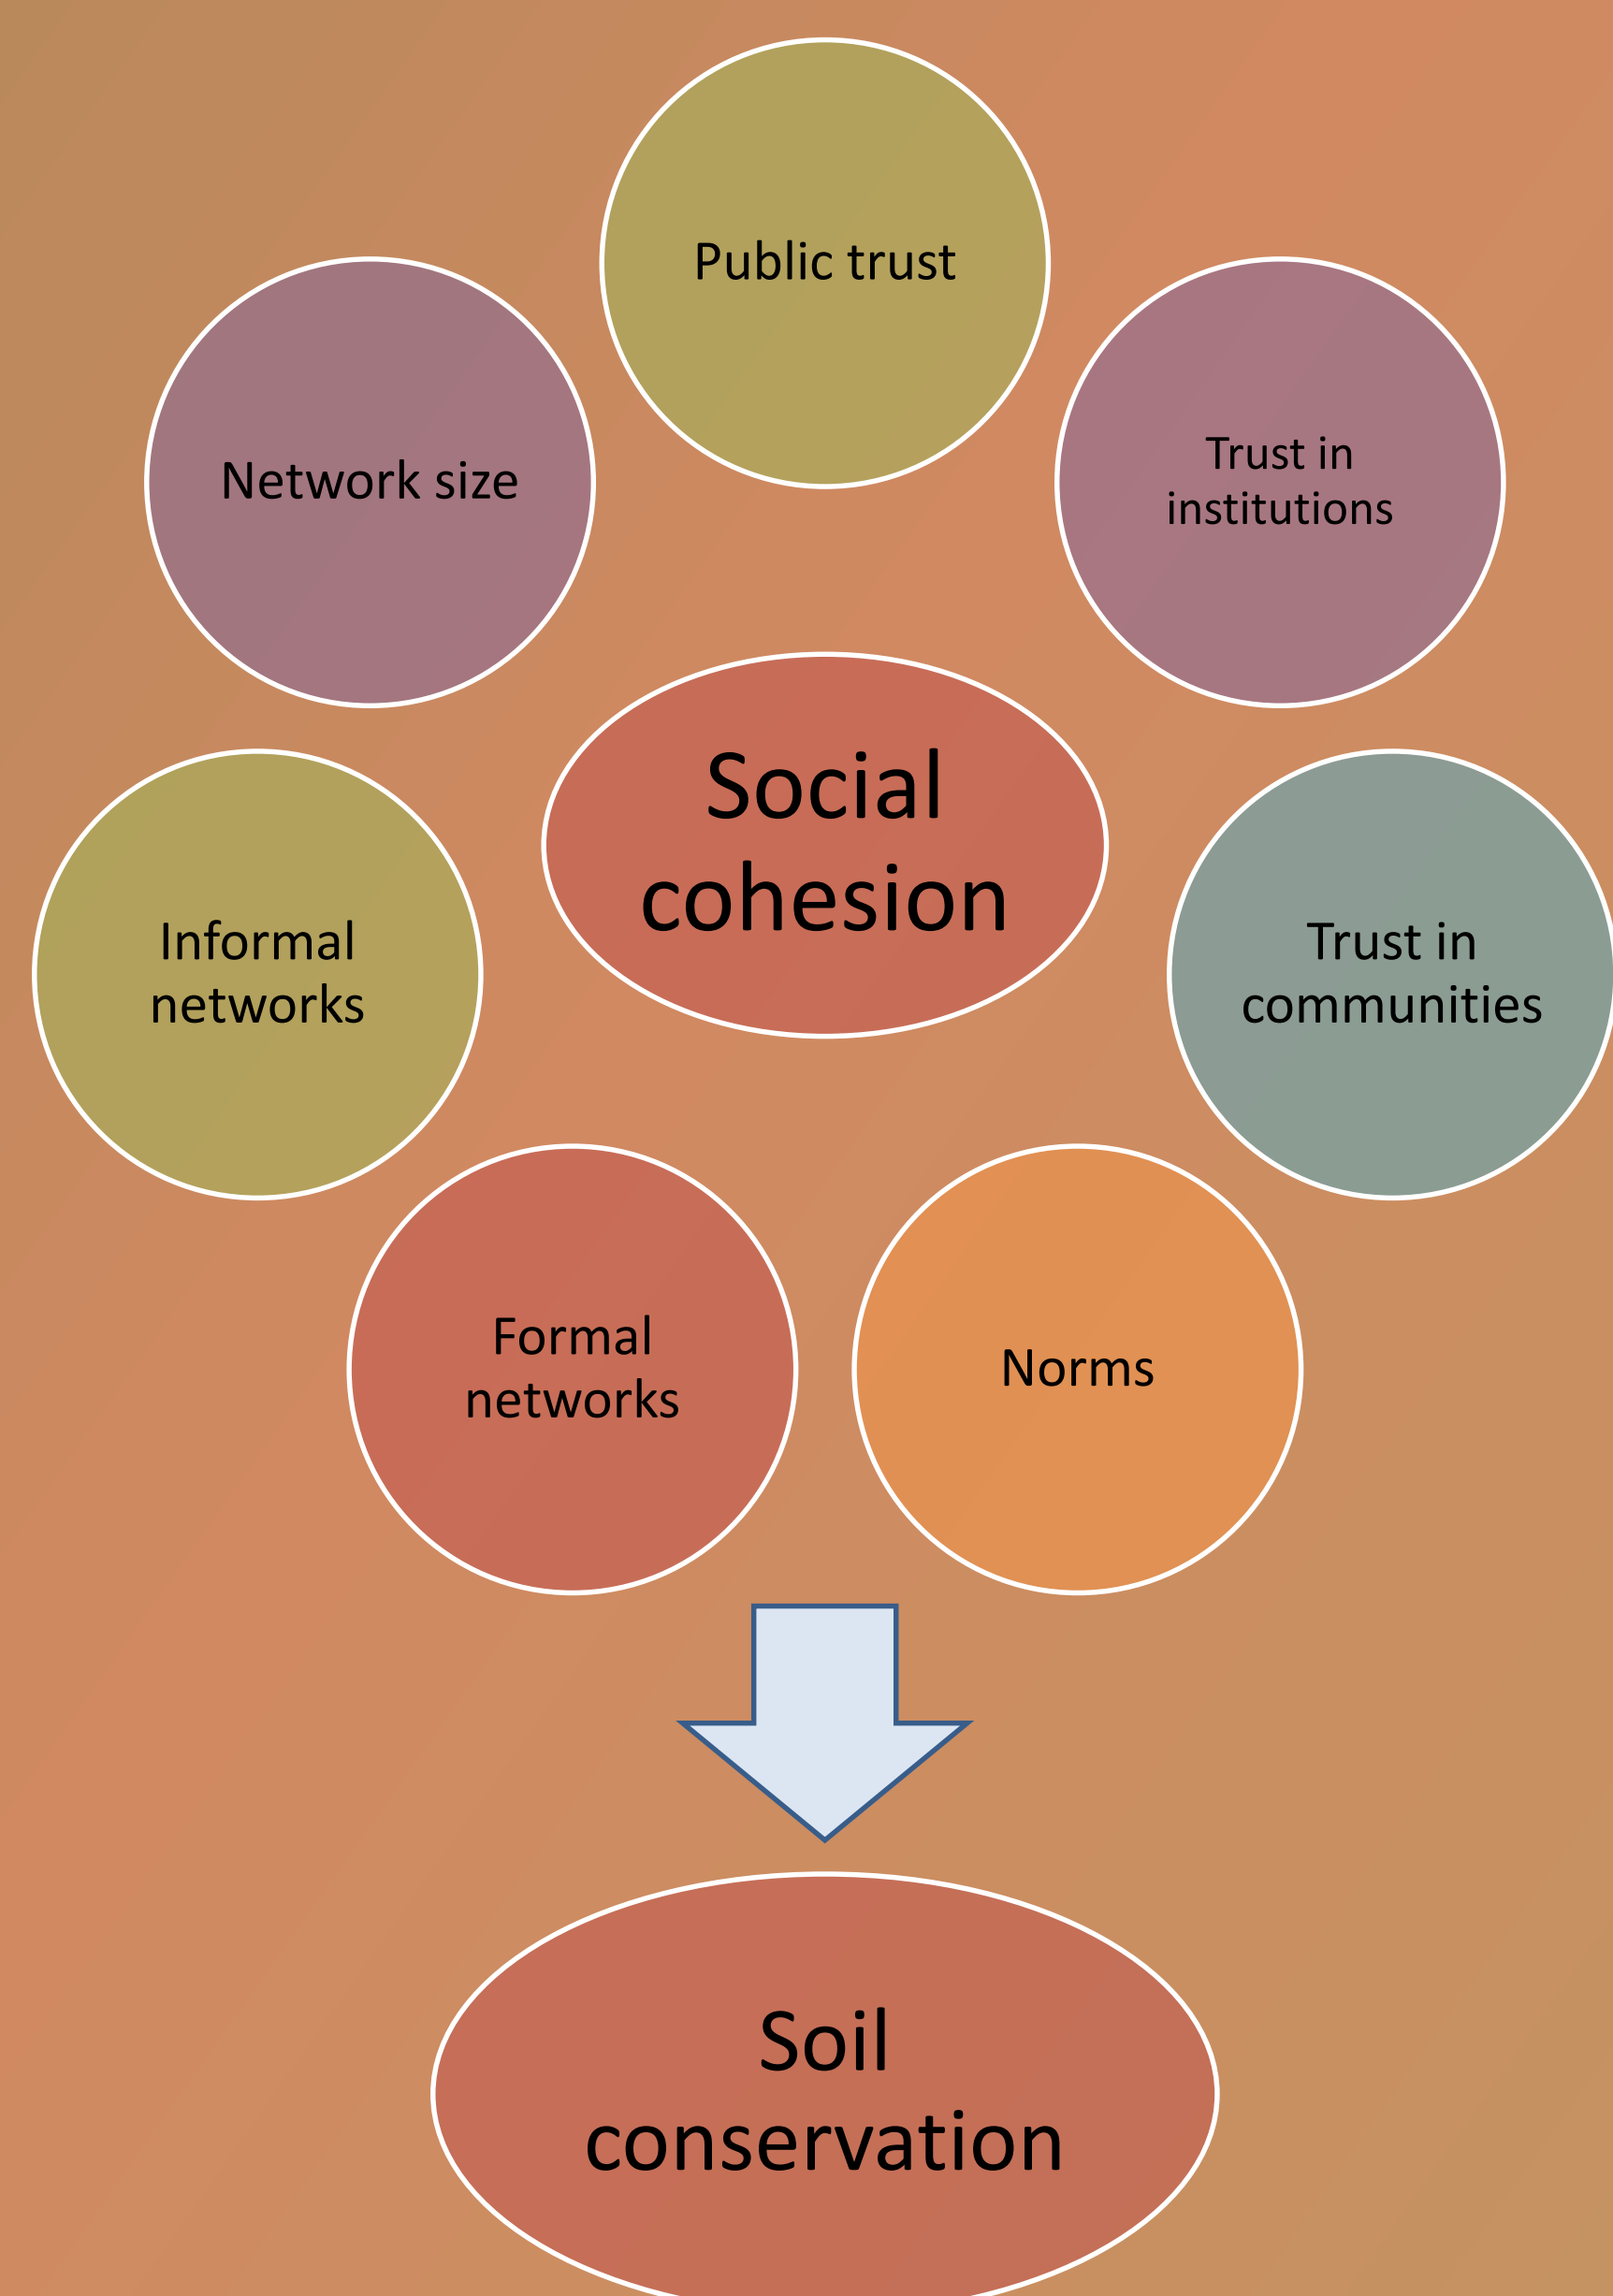 Public trust
Network size
Trust in
institutions
Social
cohesion
Informal
networks
Trust in
communities
Formal
networks
Norms
Soil
conservation